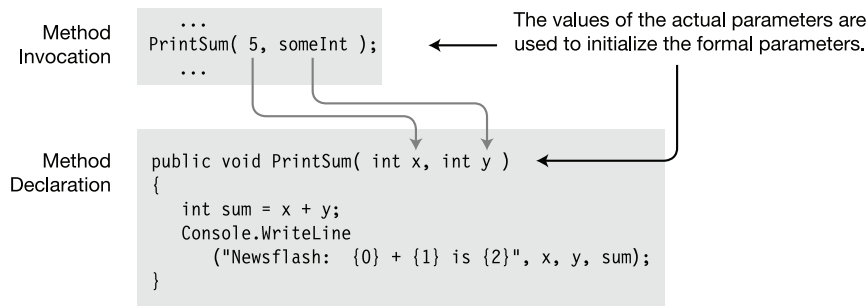 Method
Invocation
...
PrintSum( 5, someInt );
...
The values of the actual parameters are
used to initialize the formal parameters.
Method
Declaration
public void PrintSum( int x, int y )
{
int sum = x + y;
Console.WriteLine
("Newsflash:  {0} + {1} is {2}", x, y, sum);
}